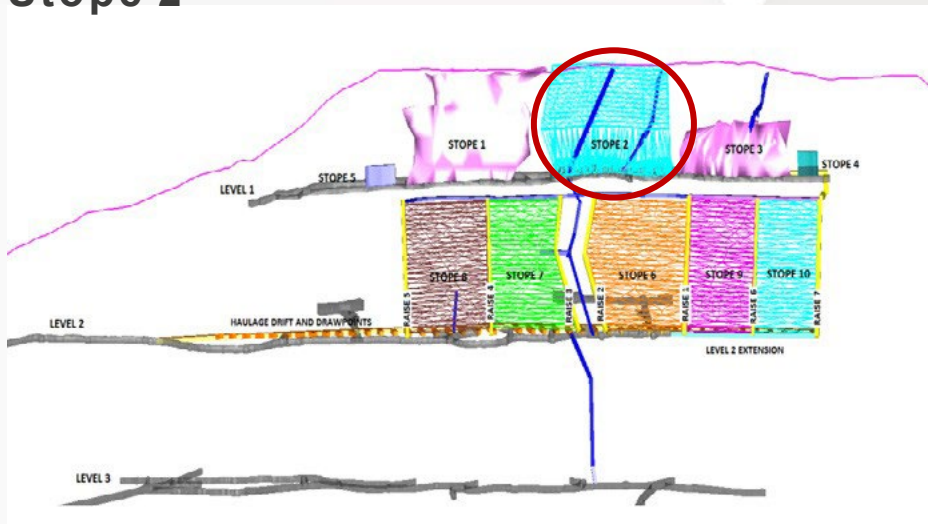 Stope 2
STOPE 1
STOPE 2
STOPE 3
STOPE 4
STOPE 5
LEVEL 1
STOPE 8
STOPE 7
STOPE 6
STOPE 9
STOPE 10
RAISE 5
RAISE 4
RAISE 3
RAISE 2
RAISE 1
RAISE 6
RAISE 7
LEVEL 2
HAULAGE DRIFT AND DRAWPOINTS
LEVEL 2 EXTENSION
LEVEL 3